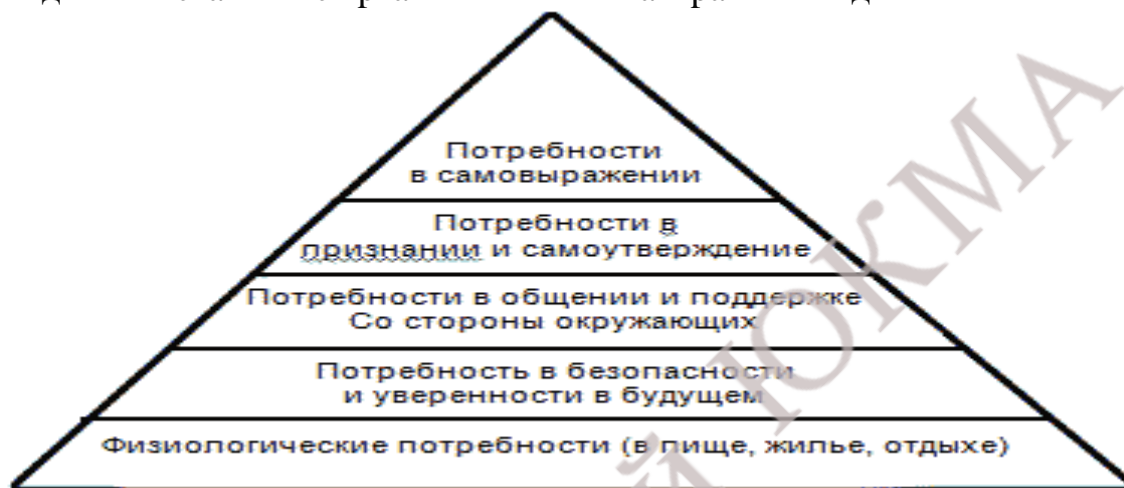 Потребности
в самовыражении
Потребности в
признании и самоутверждение
Потребности в общении и поддержке
Со стороны окружающих
Потребность в безопасности
и уверенности в будущем
Физиологические потребности (в пище, жилье, отдыхе)
Й ЮКМА